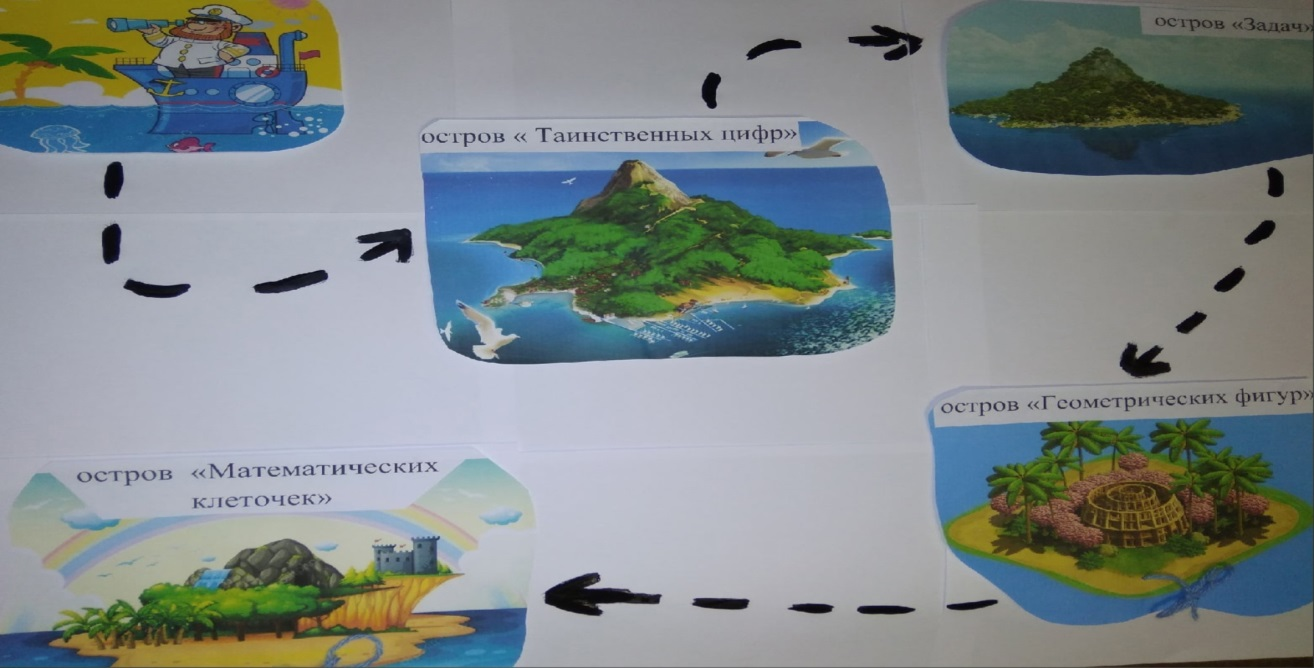 остров «Задач»
остров « Таинственных цифр»
остров «Геометрических фигур»
остров «Математических
клеточек»